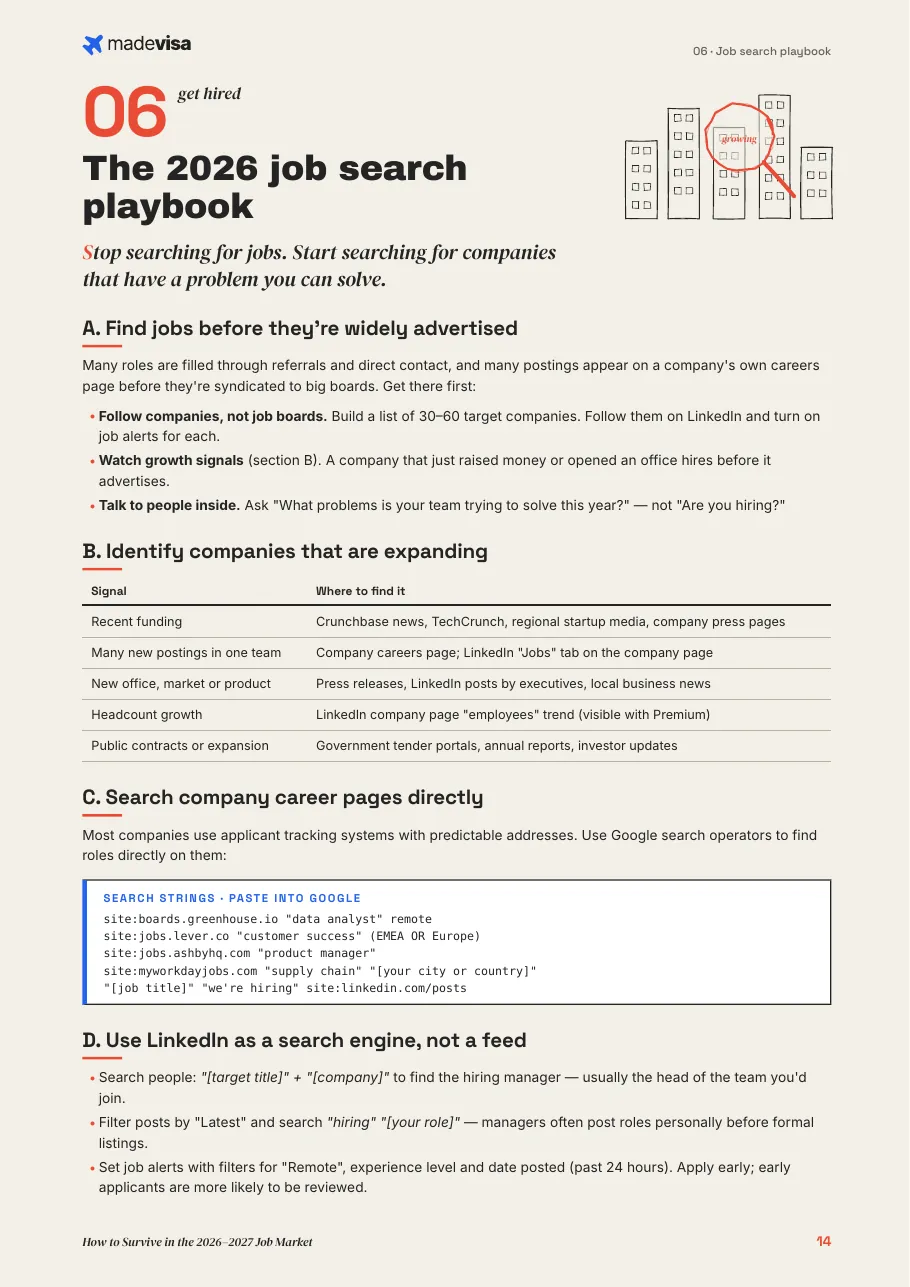 madevisa
06 · Job search playbook
06 get hired
growing
The 2026 job search
playbook
Stop searching for jobs. Start searching for companies
that have a problem you can solve.
A. Find jobs before they're widely advertised
Many roles are filled through referrals and direct contact, and many postings appear on a company's own careers
page before they're syndicated to big boards. Get there first:
• Follow companies, not job boards. Build a list of 30–60 target companies. Follow them on LinkedIn and turn on
job alerts for each.
• Watch growth signals (section B). A company that just raised money or opened an office hires before it
advertises.
• Talk to people inside. Ask "What problems is your team trying to solve this year?" — not "Are you hiring?"
B. Identify companies that are expanding
Signal Where to find it
Recent funding Crunchbase news, TechCrunch, regional startup media, company press pages
Many new postings in one team Company careers page; LinkedIn "Jobs" tab on the company page
New office, market or product Press releases, LinkedIn posts by executives, local business news
Headcount growth LinkedIn company page "employees" trend (visible with Premium)
Public contracts or expansion Government tender portals, annual reports, investor updates
C. Search company career pages directly
Most companies use applicant tracking systems with predictable addresses. Use Google search operators to find
roles directly on them:
SEARCH STRINGS · PASTE INTO GOOGLE
site:boards.greenhouse.io "data analyst" remote
site:jobs.lever.co "customer success" (EMEA OR Europe)
site:jobs.ashbyhq.com "product manager"
site:myworkdayjobs.com "supply chain" "[your city or country]"
"[job title]" "we're hiring" site:linkedin.com/posts
D. Use LinkedIn as a search engine, not a feed
• Search people: "[target title]" + "[company]" to find the hiring manager — usually the head of the team you'd
join.
• Filter posts by "Latest" and search "hiring" "[your role]" — managers often post roles personally before formal
listings.
• Set job alerts with filters for "Remote", experience level and date posted (past 24 hours). Apply early; early
applicants are more likely to be reviewed.
How to Survive in the 2026–2027 Job Market
14